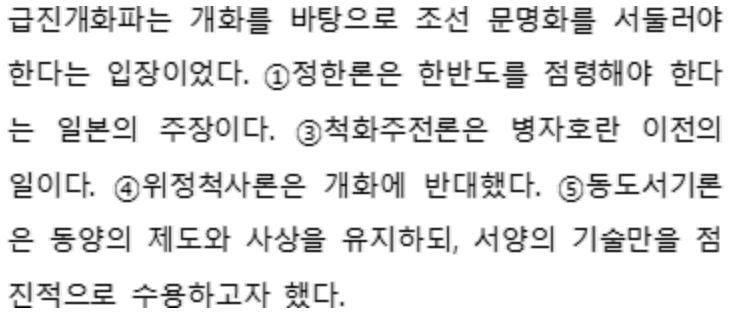 급진개화파는 개화를 바탕으로 조선 문명화를 서둘러야
한다는 입장이었다. ①정한론은 한반도를 점령해야 한다
는 일본의 주장이다. ③척화주전론은 병자호란 이전의
일이다. ④위정척사론은 개화에 반대했다. ⑤동도서기론
은 동양의 제도와 사상을 유지하되, 서양의 기술만을 점
진적으로 수용하고자 했다.